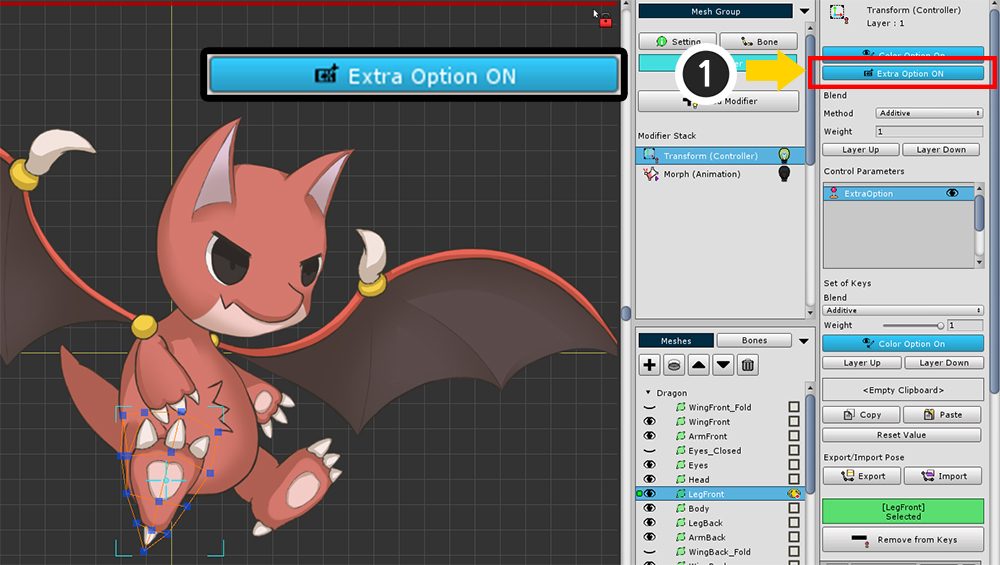 Extra Option ON
Mesh Group
Setting
Bone
1
Modifier
Modifier Stack
Transform (Controller)
Morph (Animation)
Meshes
Bones
Dragon
WingFront_Fold
WingFront
ArmFront
Eyes_Closed
Eyes
Head
LegFront
Body
LegBack
ArmBack
WingBack_Fold
Transform (Controller)
Layer : 1
Color Option On
Extra Option ON
Blend
Method
Additive
Weight
1
Layer Up
Layer Down
Control Parameters
ExtraOption
Set of Keys
Blend
Additive
Weight
1
Color Option On
Layer Up
Layer Down
<Empty Clipboard>
Copy
Paste
Reset Value
Export/Import Pose
Export
Import
[LegFront]
Selected
Remove from Keys